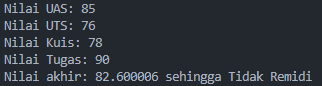 Nilai UAS: 85
Nilai UTS: 76
Nilai Kuis: 78
Nilai Tugas: 90
Nilai akhir: 82.600006 sehingga Tidak Remidi